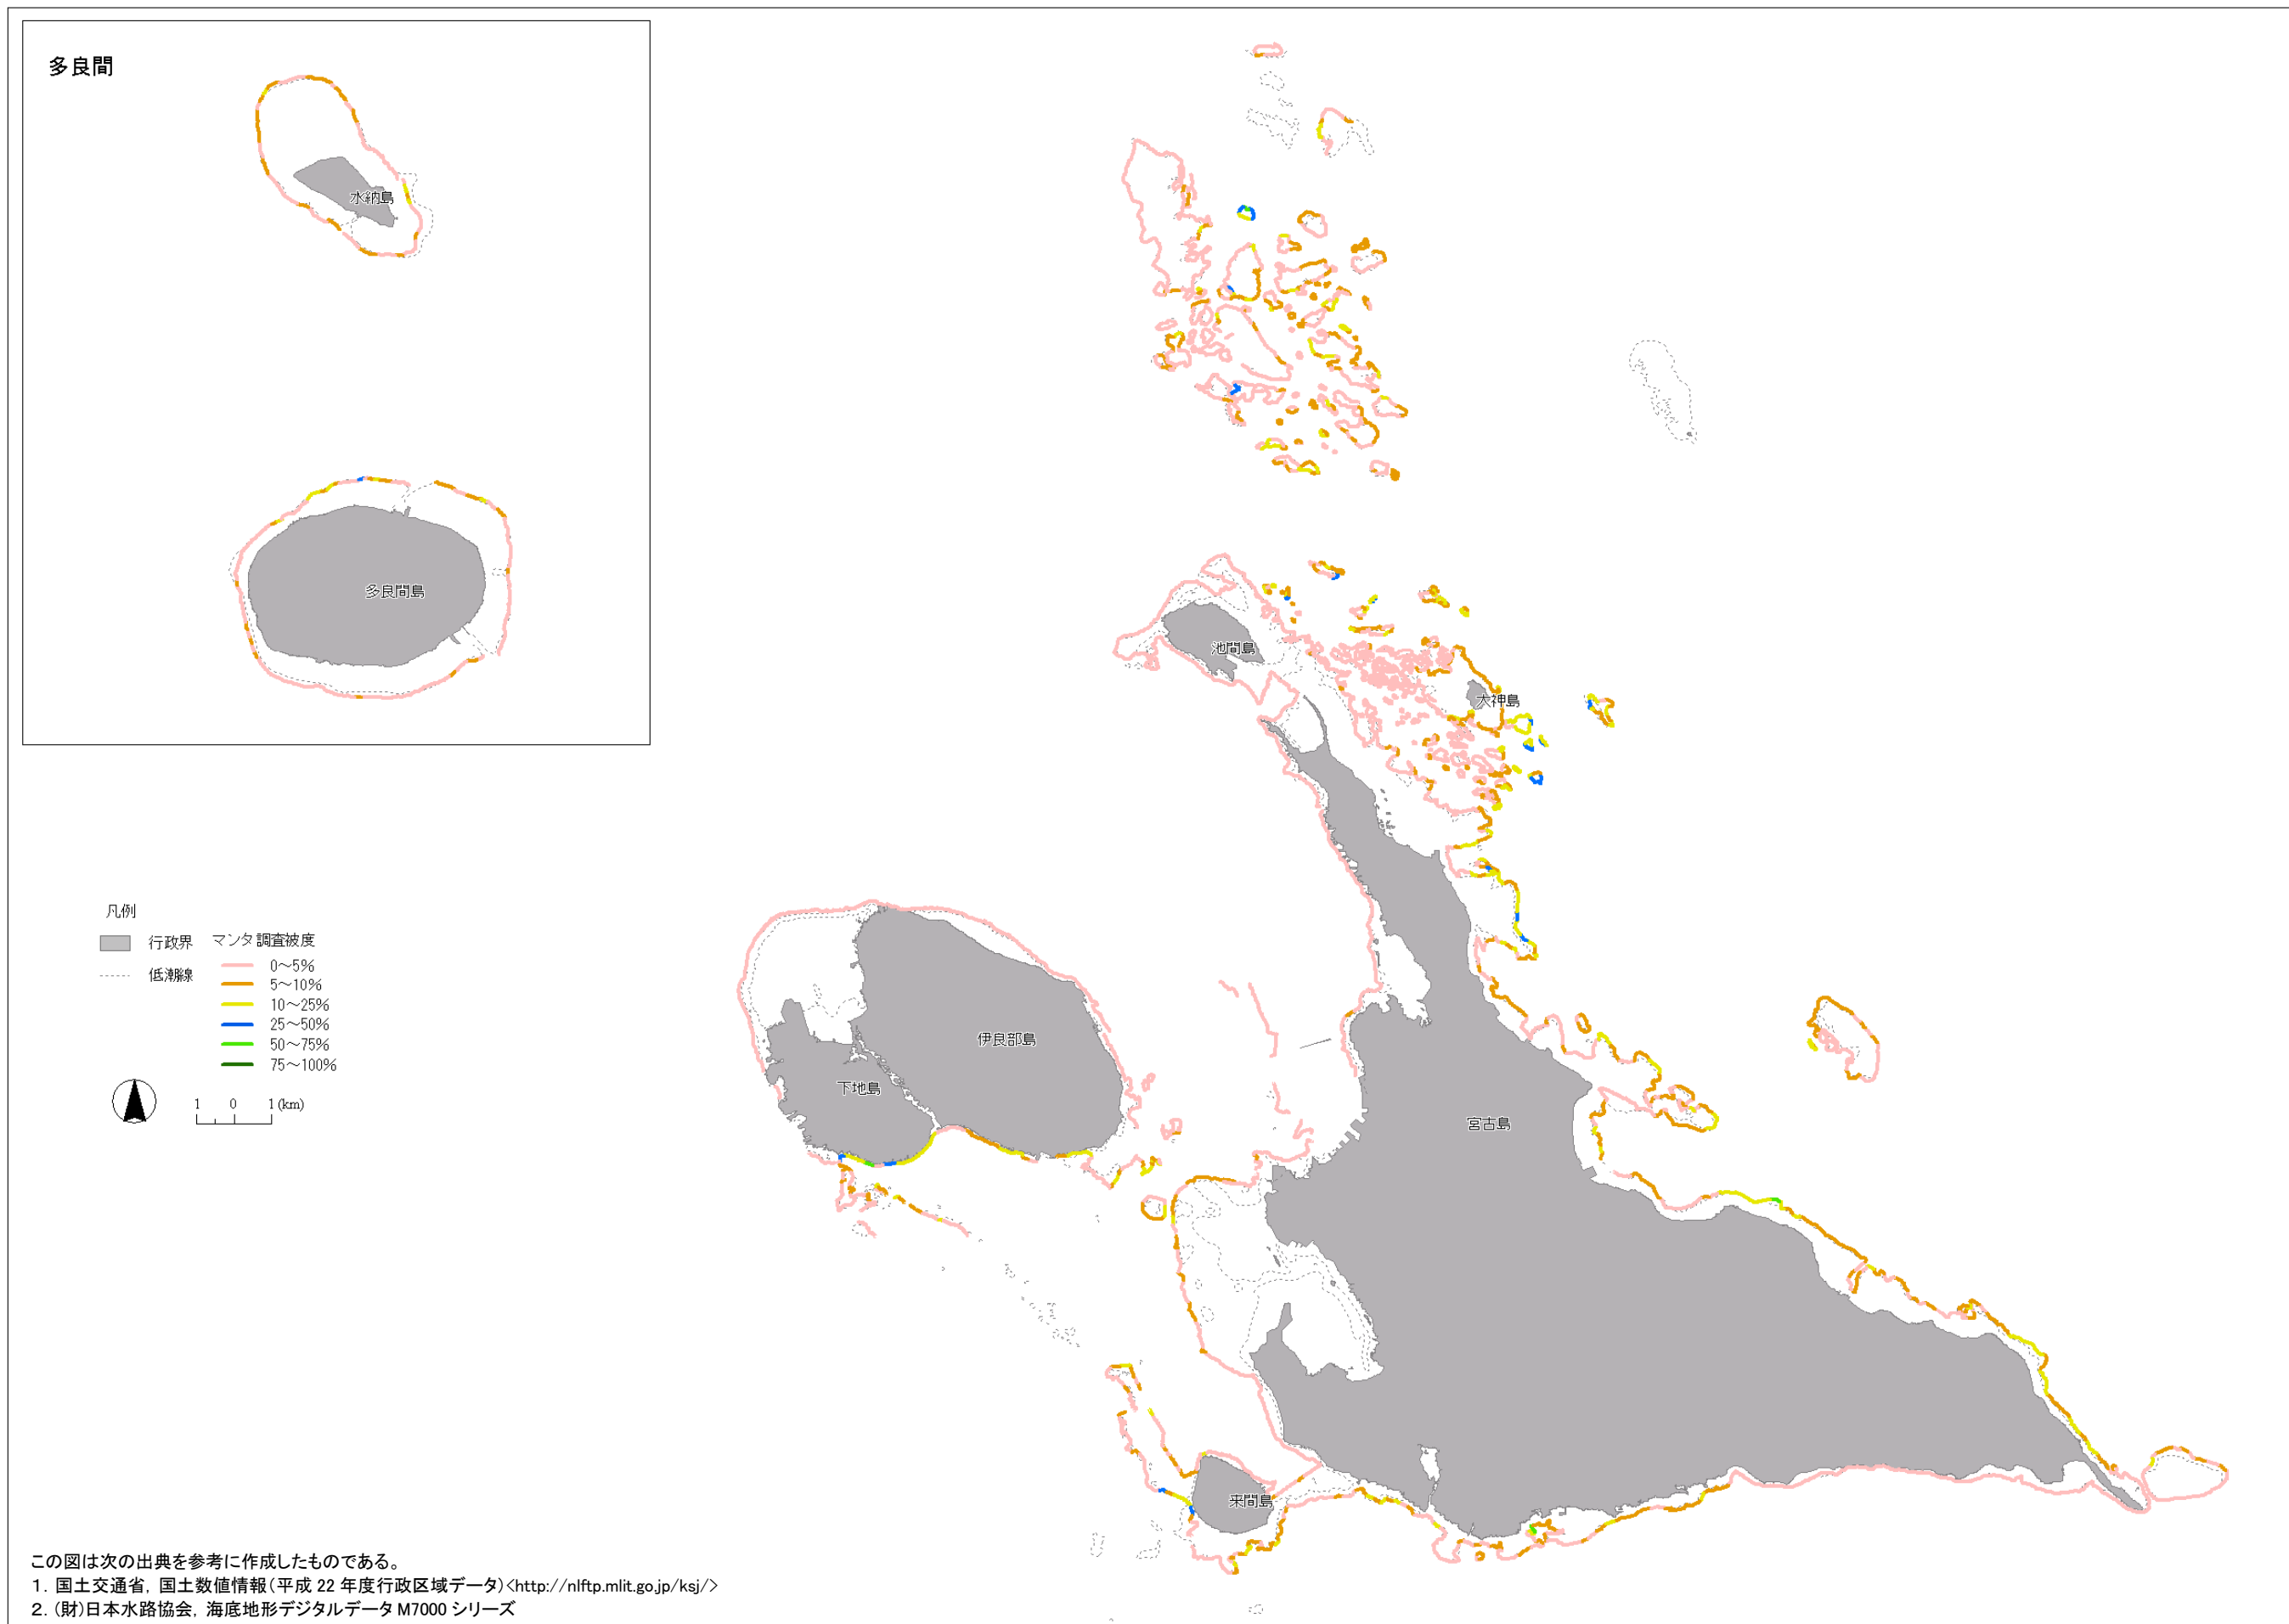 多良間
水納島
多良間島
池間島
大神島
凡例
行政界
マンタ調査被度
低潮線
0～5%
5～10%
10～25%
25～50%
50～75%
75～100%
1 0 1(km)
伊良部島
下地島
宮古島
来間島
この図は次の出典を参考に作成したものである。
1. 国土交通省, 国土数値情報(平成 22 年度行政区域データ)<http://nlftp.mlit.go.jp/ksj/>
2. (財)日本水路協会, 海底地形デジタルデータ M7000 シリーズ